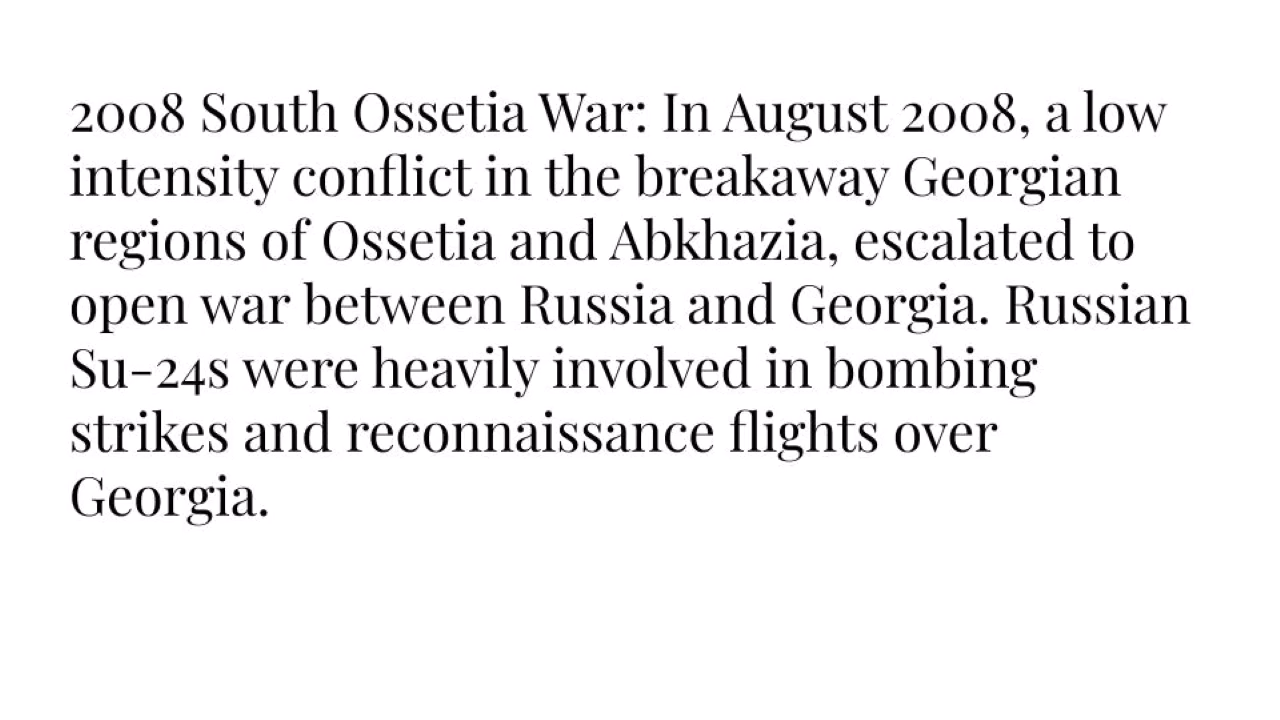 2008 South Ossetia War: In August 2008, a low
intensity conflict in the breakaway Georgian
regions of Ossetia and Abkhazia, escalated to
open war between Russia and Georgia. Russian
Su-24s were heavily involved in bombing
strikes and reconnaissance flights over
Georgia.